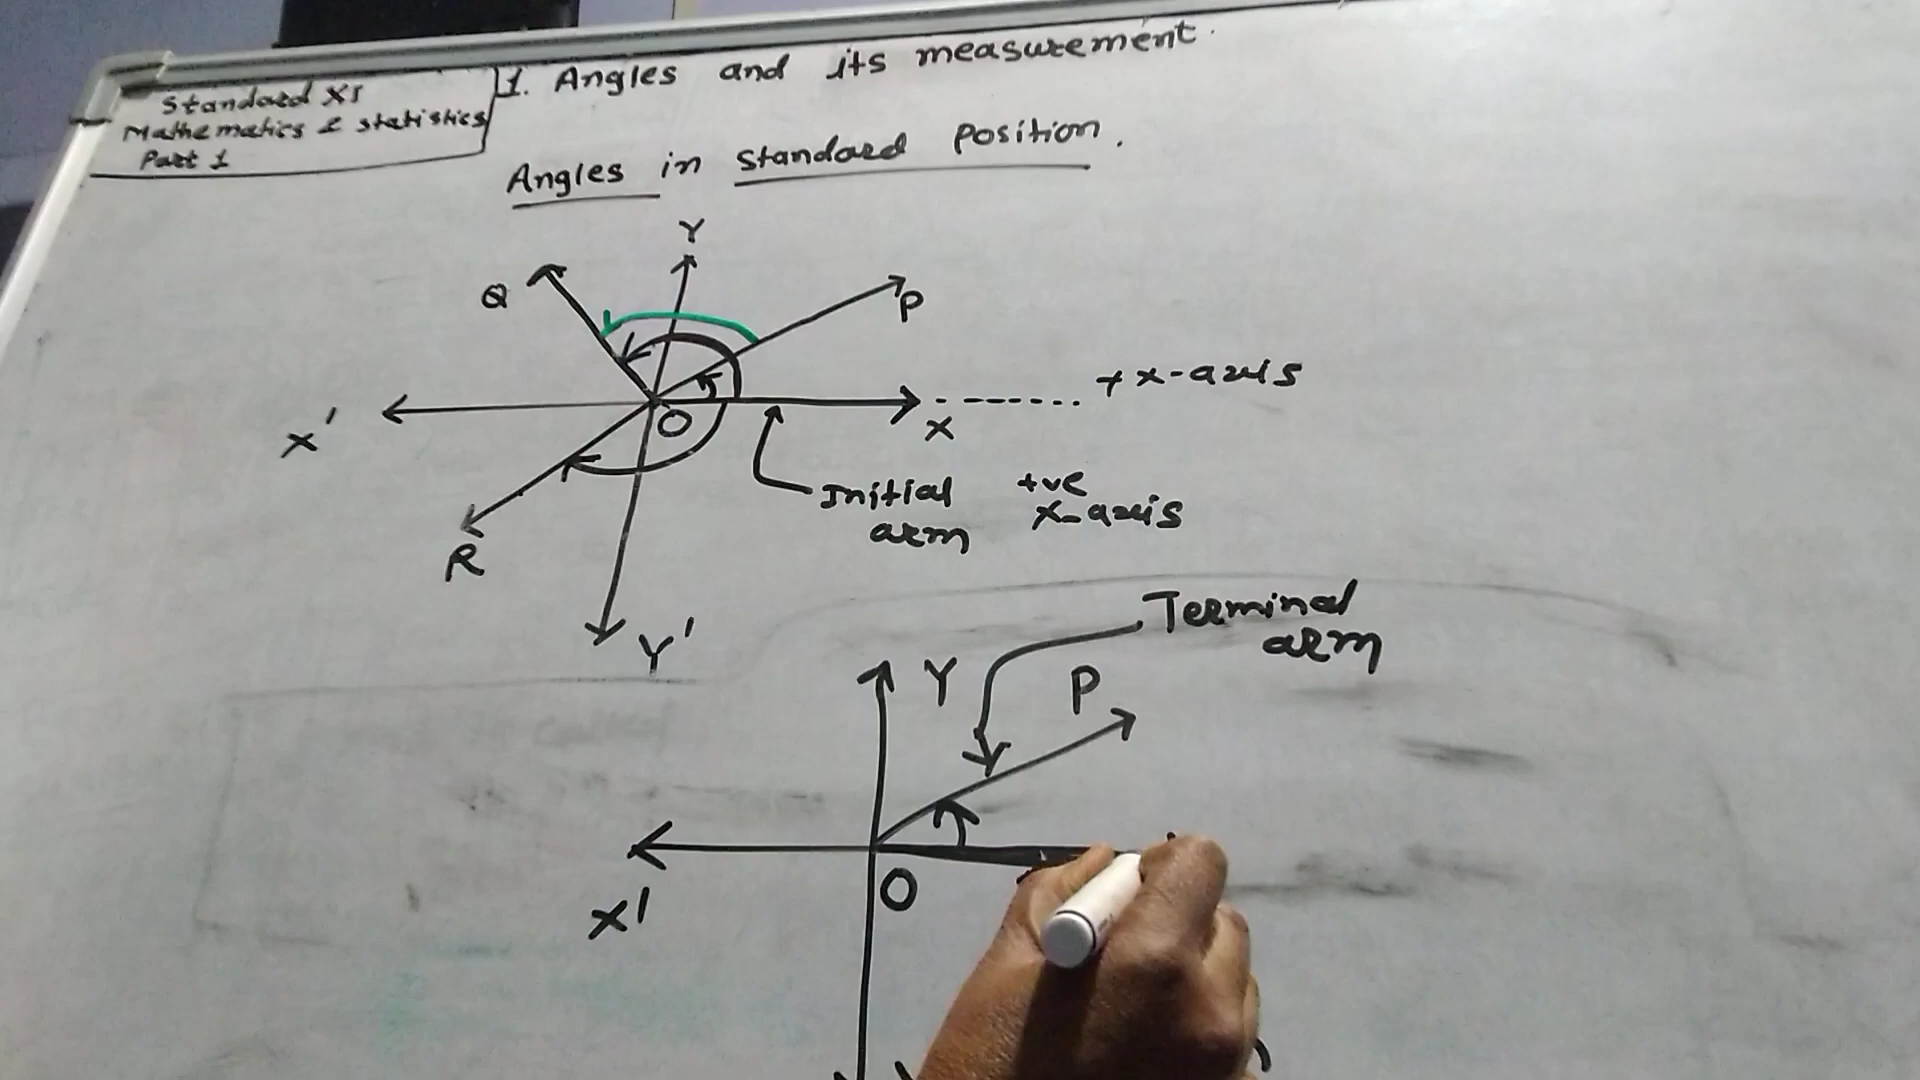 Standard XI
Mathematics & statistics
Part 1
1. Angles and its measurement.
Angles in standard position.
Y
Q
P
+ x-axis
X'
O
X
Initial arm
+ve x-axis
R
Y'
Terminal arm
Y
P
O
X'